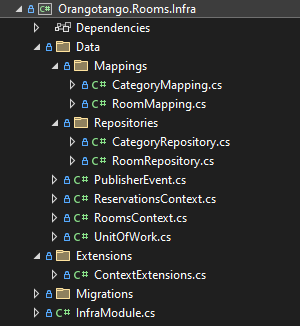 Orangotango.Rooms.Infra
Dependencies
Data
Mappings
C# CategoryMapping.cs
C# RoomMapping.cs
Repositories
C# CategoryRepository.cs
C# RoomRepository.cs
C# PublisherEvent.cs
C# ReservationsContext.cs
C# RoomsContext.cs
C# UnitOfWork.cs
Extensions
C# ContextExtensions.cs
Migrations
C# InfraModule.cs